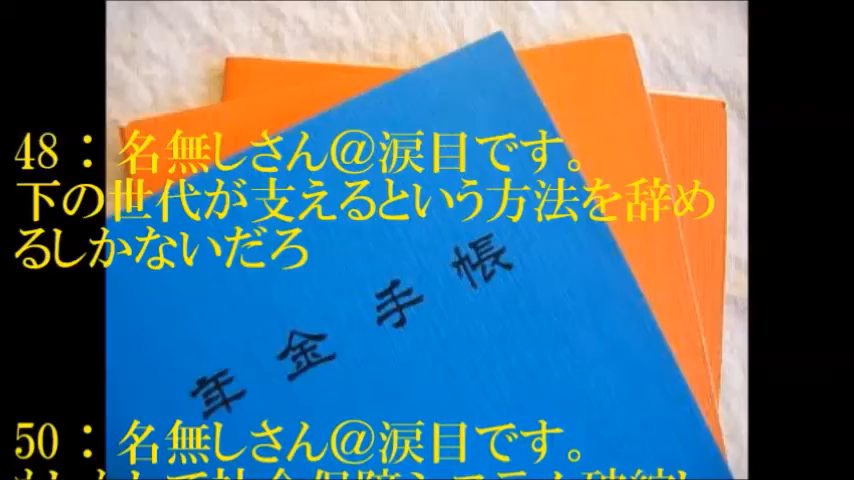 48：名無しさん＠涙目です。
下の世代が支えるという方法を辞め
るしかないだろ
年金手帳
50：名無しさん＠涙目です。